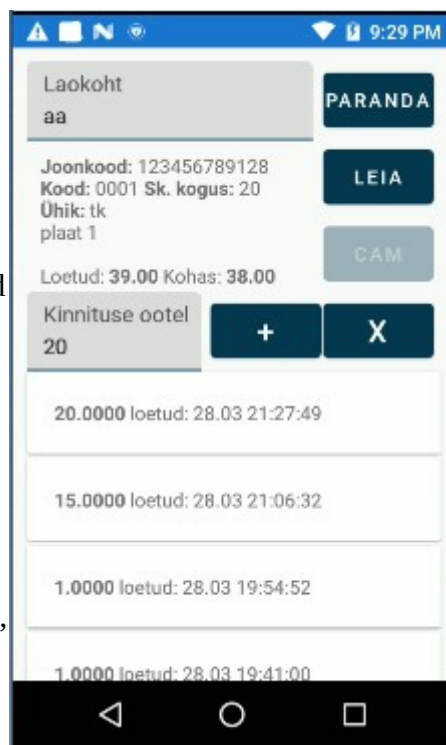 9:29 PM
Laokoht
aa
PARANDA
Joonkood: 123456789128
Kood: 0001 Sk. kogus: 20
Ühik: tk
plaat 1
LEIA
CAM
d
Loetud: 39.00 Kohas: 38.00
Kinnituse ootel
20
+
X
20.0000 loetud: 28.03 21:27:49
15.0000 loetud: 28.03 21:06:32
1.0000 loetud: 28.03 19:54:52
,
1.0000 loetud: 28.03 19:41:00